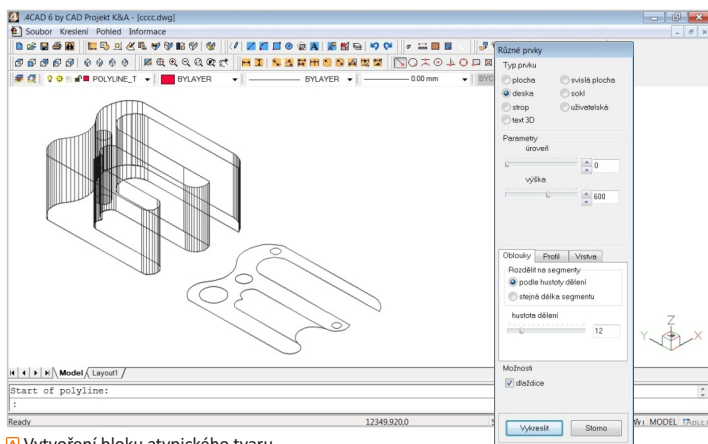 .4CAD 6 by CAD Projekt K&A - [cccc.dwg]
Soubor Kreslení Pohled Informace
POLYLINE_T BYLAYER BYLAYER 0.00 mm BYC
Různé prvky
Typ prvku
plocha svislá plocha
deska sokl
strop uživatelská
text 3D
Parametry
úroveň
0
výška
600
Oblouky Profil Vrstva
Rozdělit na segmenty
podle hustoty dělení
stejná délka segmentu
hustota dělení
12
Možnosti
dlaždice
Vykreslit Storno
Z
Y X
Model Layout1
Start of polyline:
:
Ready 12349,920,0 MODEL TABLET
A Vytvoření bloku atypického tvaru